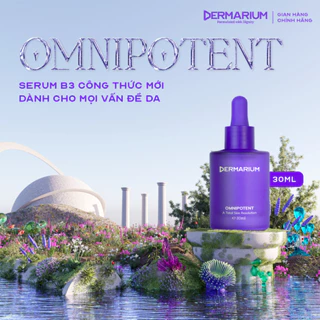 DERMARIUM
GIAN HÀNG
CHÍNH HÃNG
OMNIPOTENT
SERUM B3 CÔNG THỨC MỚI
DÀNH CHO MỌI VẤN ĐỀ DA
30ML
DERMARIUM
OMNIPOTENT